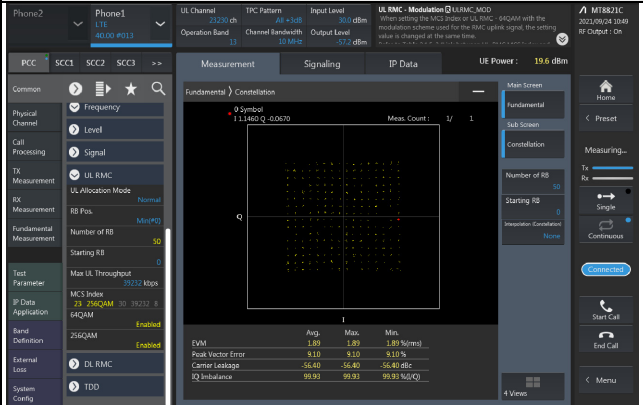 Phone2
Phone1
LTE
40.00 #013
UL Channel
23230 ch
TPC Pattern
All +3dB
Input Level
30.0 dBm
Operation Band
13
Channel Bandwidth
10 MHz
Output Level
-57.2 dBm
UL RMC - Modulation ULRMC_MOD
When setting the MCS Index or UL RMC - 64QAM with the
modulation scheme used for the RMC uplink signal, the setting
value is changed at the same time.
MT8821C
2021/09/24 10:49
RF Output : On
PCC SCC1 SCC2 SCC3 >>
Measurement
Signaling
IP Data
UE Power : 19.6 dBm
Common
Physical
Channel
Call
Processing
TX
Measurement
RX
Measurement
Fundamental
Measurement
Test
Parameter
IP Data
Application
Band
Definition
External
Loss
System
Config
Frequency
Level
Signal
UL RMC
UL Allocation Mode
Normal
RB Pos.
Min(#0)
Number of RB
50
Starting RB
0
Max UL Throughput
39232 kbps
MCS Index
23 256QAM 30 39232 8
64QAM
Enabled
256QAM
Enabled
DL RMC
TDD
Fundamental > Constellation
0 Symbol
I 1.1460 Q -0.0670
Meas. Count : 1/ 1
Q
I
Avg. Max. Min.
EVM 1.89 1.89 1.89 %(rms)
Peak Vector Error 9.10 9.10 9.10 %
Carrier Leakage -56.40 -56.40 -56.40 dBc
IQ Imbalance 99.93 99.93 99.93 %(I/Q)
Main Screen
Fundamental
Sub Screen
Constellation
Number of RB
50
Starting RB
0
Interpolation (Constellation)
None
4 Views
Home
< Preset
Measuring...
Tx
Rx
Single
Continuous
Connected
Start Call
End Call
< Menu